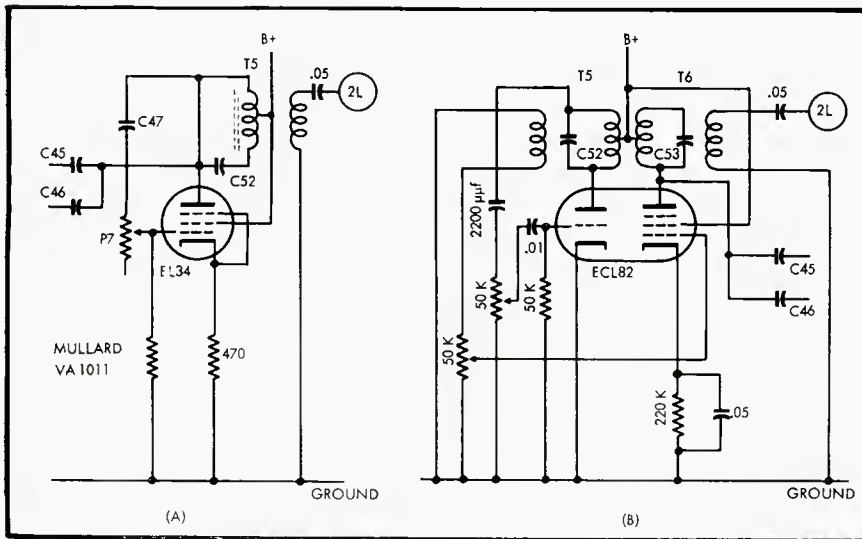 B+
T5
.05
2L
C47
C45
C52
C46
P7
EL34
MULLARD
VA 1011
470
GROUND
(A)
B+
T5
T6
.05
2L
C52
C53
2200 μμf
.01
ECL82
50 K
50 K
50 K
C45
C46
220 K
.05
GROUND
(B)